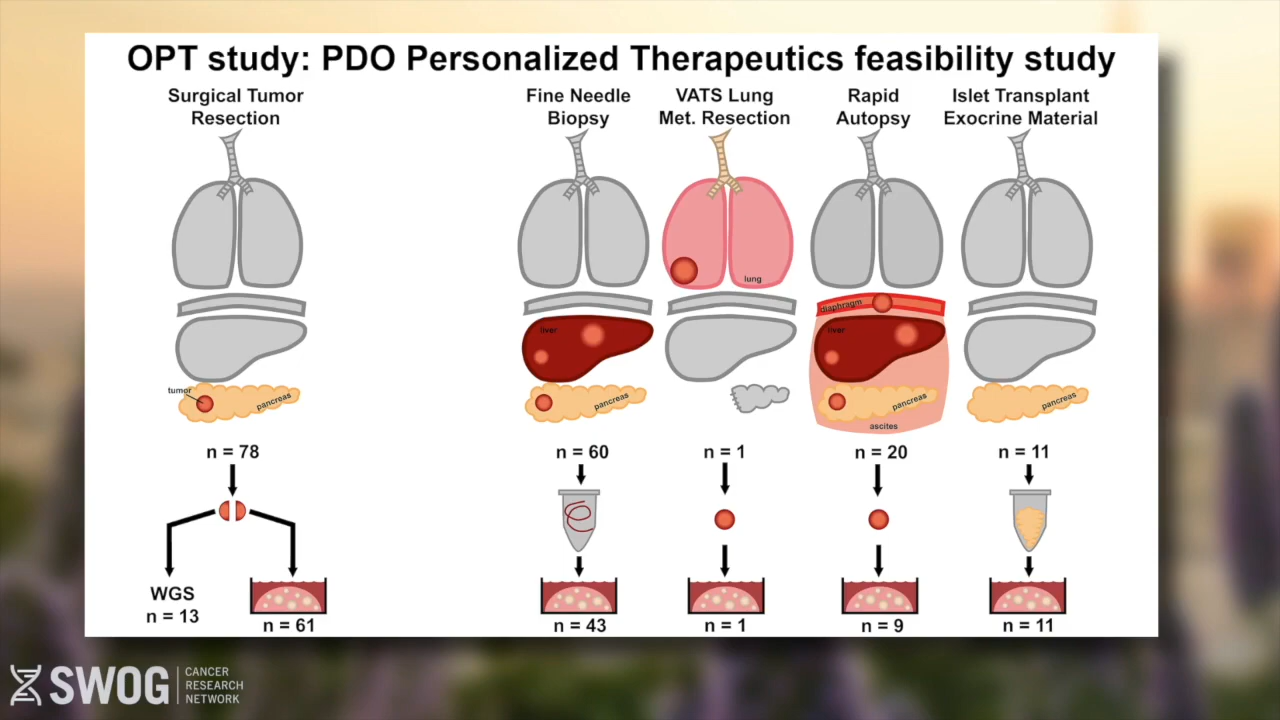 OPT study: PDO Personalized Therapeutics feasibility study
Surgical Tumor
Resection
tumor
pancreas
n = 78
WGS
n = 13
n = 61
Fine Needle
Biopsy
liver
pancreas
n = 60
n = 43
VATS Lung
Met. Resection
lung
n = 1
n = 1
Rapid
Autopsy
diaphragm
liver
pancreas
ascites
n = 20
n = 9
Islet Transplant
Exocrine Material
pancreas
n = 11
n = 11
SWOG
CANCER
RESEARCH
NETWORK